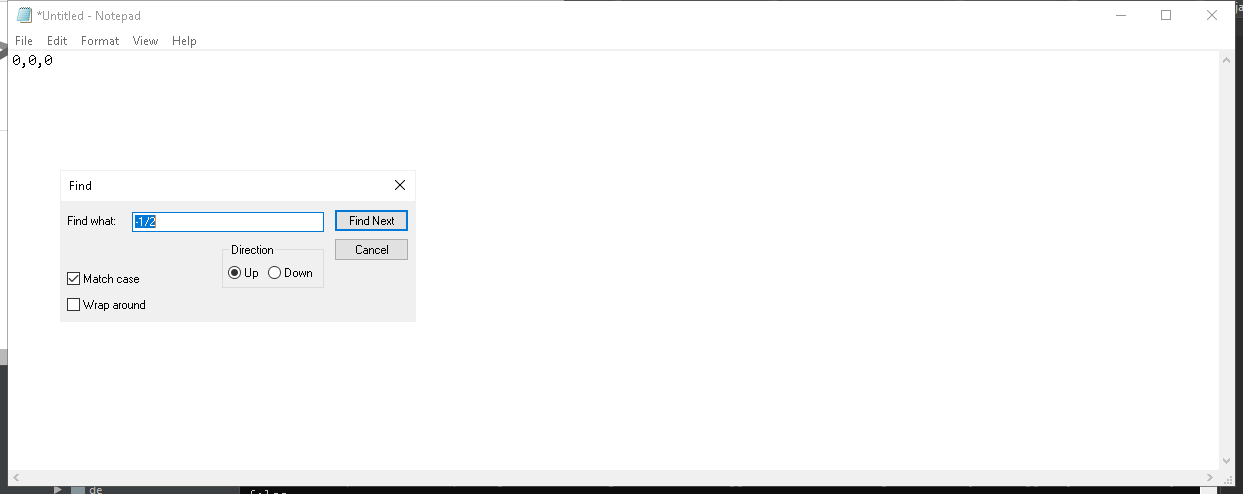 *Untitled - Notepad
File Edit Format View Help
0,0,0
Find
Find what: -1/2 Find Next
Direction Cancel
Up Down
Match case
Wrap around
de